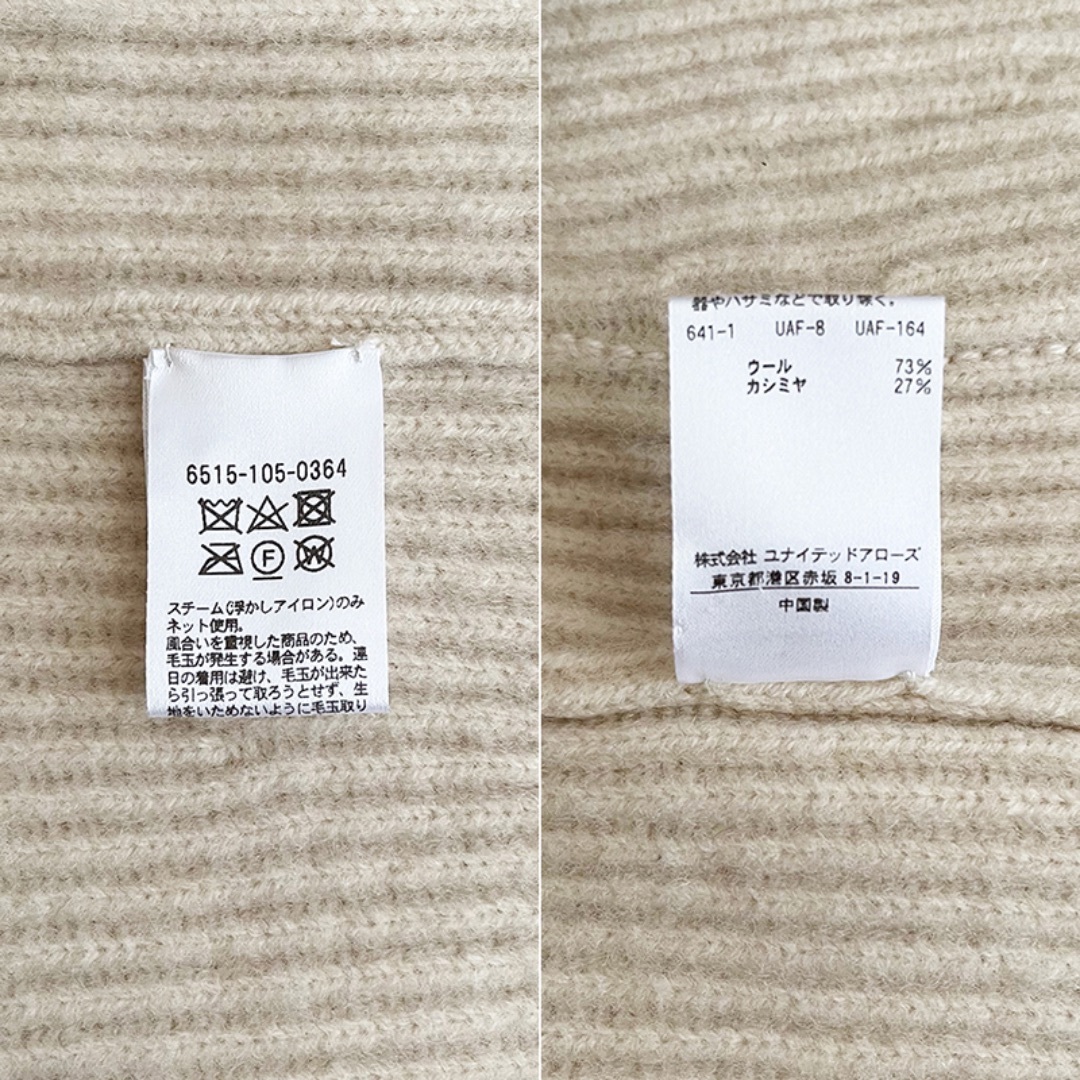 6515-105-0364
F
W
スチーム(浮かしアイロン)のみ
ネット使用。
風合いを重視した商品のため、
毛玉が発生する場合がある。連
日の着用は避け、毛玉が出来た
ら引っ張って取ろうとせず、生
地をいためないように毛玉取り
器やハサミなどで取り除く。
641-1 UAF-8 UAF-164
ウール 73%
カシミヤ 27%
株式会社 ユナイテッドアローズ
東京都港区赤坂 8-1-19
中国製